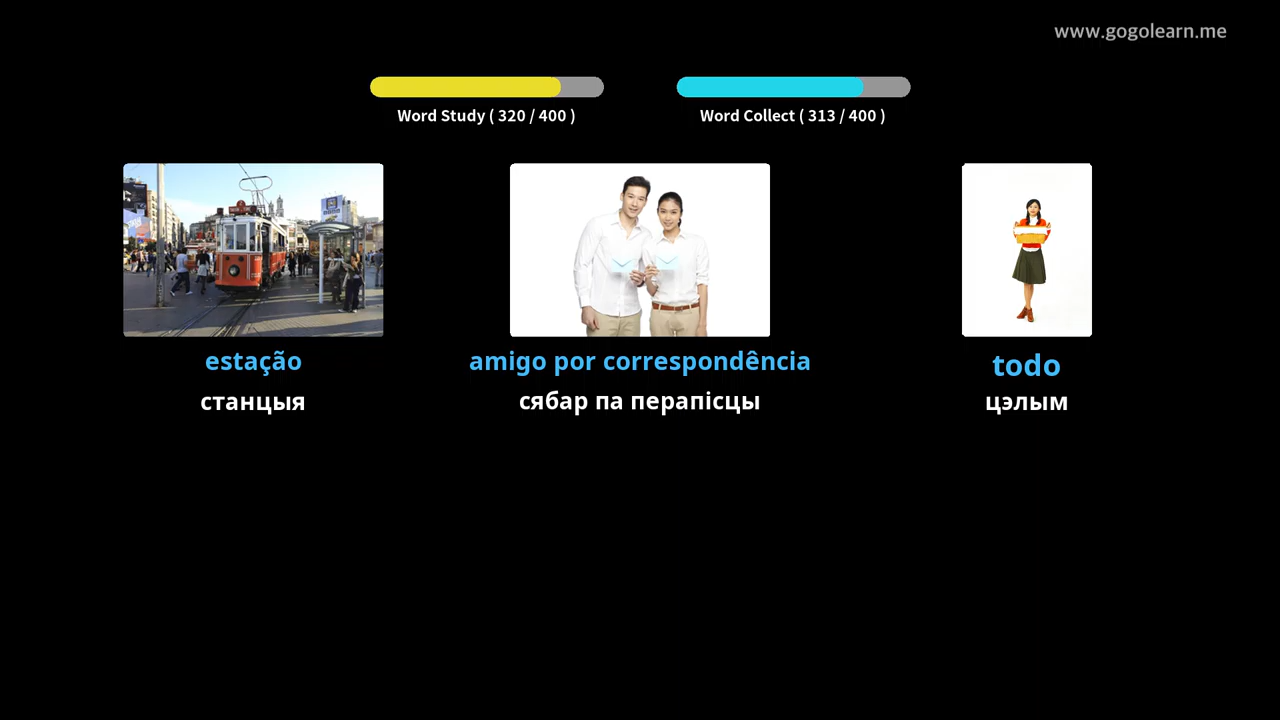 www.gogolearn.me
Word Study ( 320 / 400 )
Word Collect ( 313 / 400 )
estação
amigo por correspondência
todo
станцыя
сябар па перапісцы
цэлым